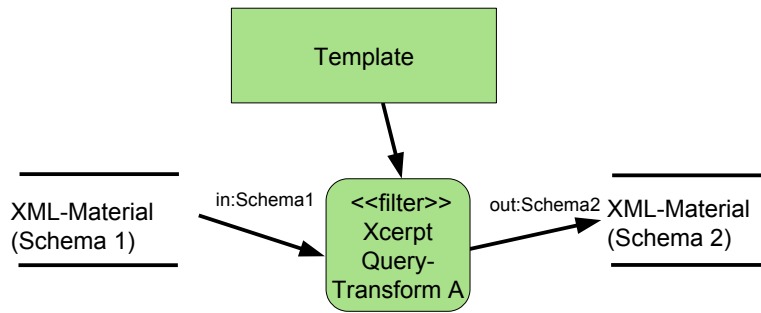 Template
XML-Material
(Schema 1)
in:Schema1
<<filter>>
Xcerpt
Query-
Transform A
out:Schema2
XML-Material
(Schema 2)